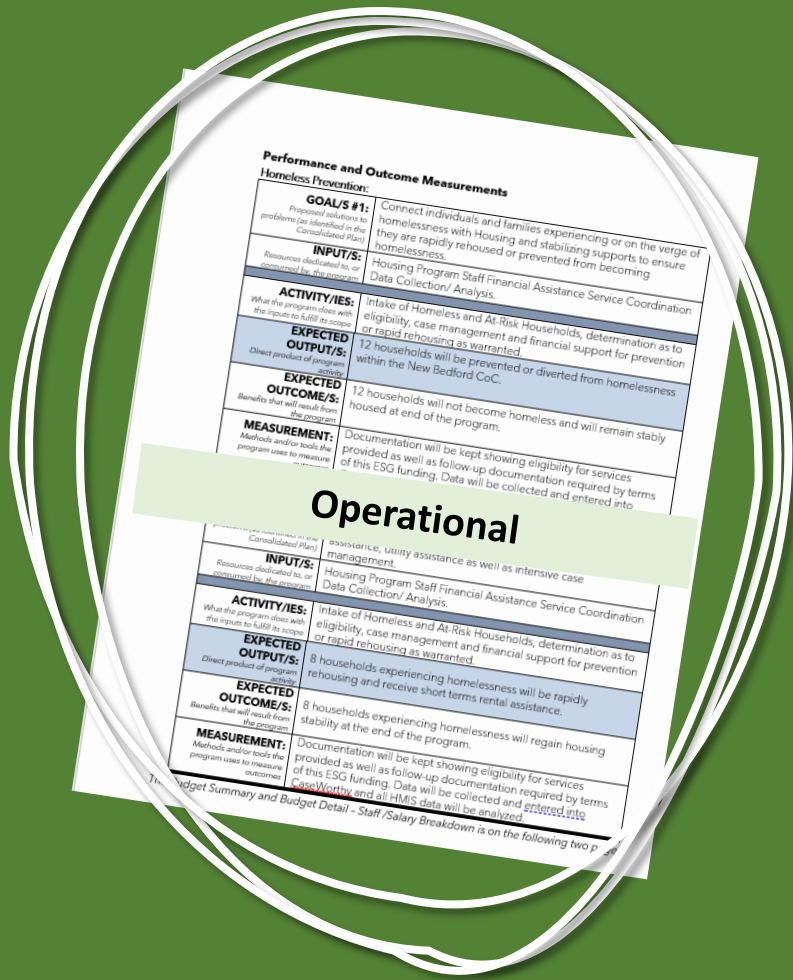 Performance and Outcome Measurements
Homeless Prevention:
GOAL/S #1:
Proposed solutions to
problems (as identified in the
Consolidated Plan)
Connect individuals and families experiencing or on the verge of
homelessness with Housing and stabilizing supports to ensure
they are rapidly rehoused or prevented from becoming
homelessness.
INPUT/S:
Resources dedicated to, or
consumed by, the program
Housing Program Staff Financial Assistance Service Coordination
Data Collection/ Analysis.
ACTIVITY/IES:
What the program does with
the inputs to fulfill its scope
Intake of Homeless and At-Risk Households, determination as to
eligibility, case management and financial support for prevention
or rapid rehousing as warranted.
EXPECTED
OUTPUT/S:
Direct product of program
activity
12 households will be prevented or diverted from homelessness
within the New Bedford CoC.
EXPECTED
OUTCOME/S:
Benefits that will result from
the program
12 households will not become homeless and will remain stably
housed at end of the program.
MEASUREMENT:
Methods and/or tools the
program uses to measure
Documentation will be kept showing eligibility for services
provided as well as follow-up documentation required by terms
of this ESG funding. Data will be collected and entered into
Operational
Consolidated Plan)
assistance, utility assistance as well as intensive case
management.
INPUT/S:
Resources dedicated to, or
consumed by, the program
Housing Program Staff Financial Assistance Service Coordination
Data Collection/ Analysis.
ACTIVITY/IES:
What the program does with
the inputs to fulfill its scope
Intake of Homeless and At-Risk Households, determination as to
eligibility, case management and financial support for prevention
or rapid rehousing as warranted.
EXPECTED
OUTPUT/S:
Direct product of program
activity
8 households experiencing homelessness will be rapidly
rehousing and receive short terms rental assistance.
EXPECTED
OUTCOME/S:
Benefits that will result from
the program
8 households experiencing homelessness will regain housing
stability at the end of the program.
MEASUREMENT:
Methods and/or tools the
program uses to measure
outcomes
Documentation will be kept showing eligibility for services
provided as well as follow-up documentation required by terms
of this ESG funding. Data will be collected and entered into
CaseWorthy and all HMIS data will be analyzed.
Budget Summary and Budget Detail – Staff /Salary Breakdown is on the following two